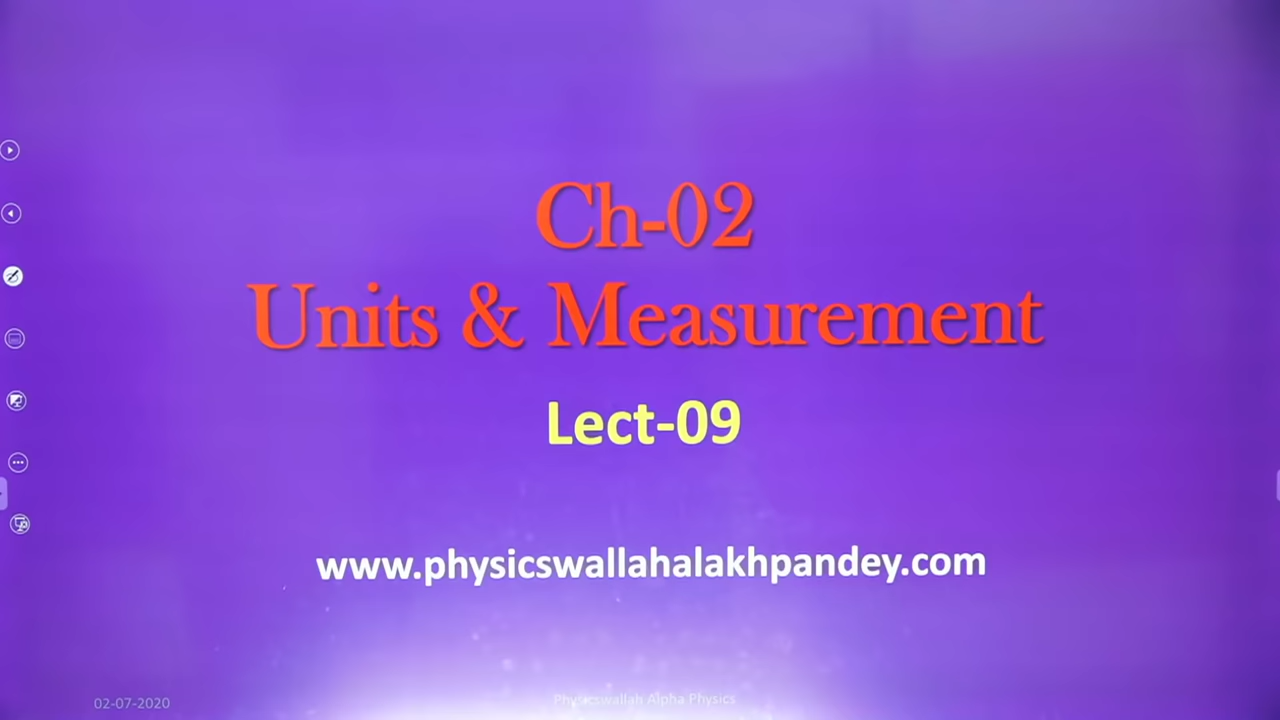 Ch-02
Units & Measurement
Lect-09
www.physicswallahalakhpandey.com
02-07-2020
Physicswallah Alpha Physics